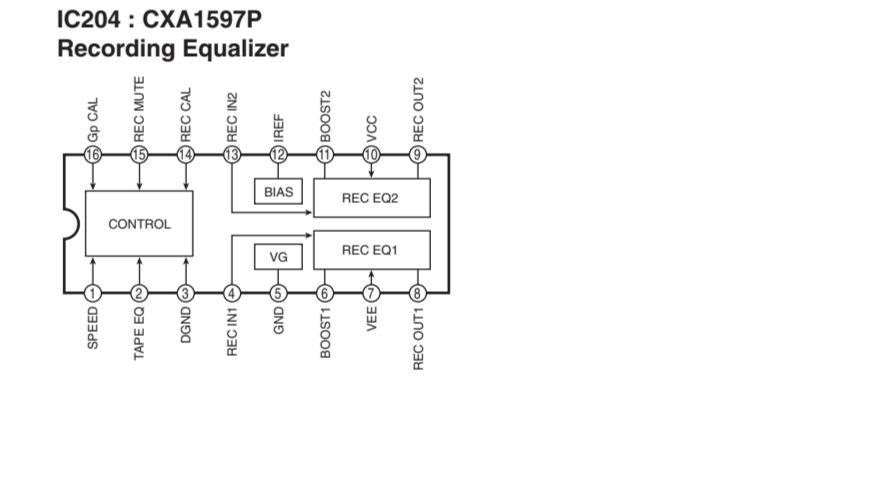 IC204 : CXA1597P
Recording Equalizer
Gp CAL
REC MUTE
REC CAL
REC IN2
IREF
BOOST2
VCC
REC OUT2
16 15 14 13 12 11 10 9
BIAS
REC EQ2
CONTROL
VG
REC EQ1
1 2 3 4 5 6 7 8
SPEED
TAPE EQ
DGND
REC IN1
GND
BOOST1
VEE
REC OUT1